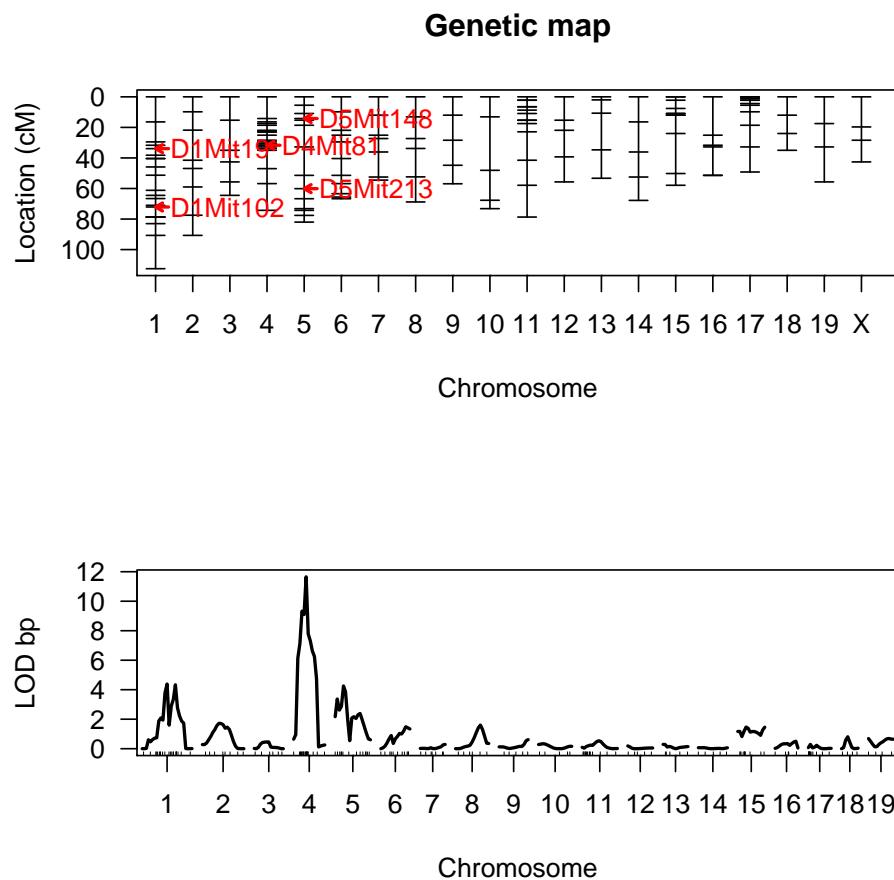 Genetic map
Location (cM)
0
20
40
60
80
100
D1Mit19
D1Mit102
D4Mit81
D5Mit148
D5Mit213
1 2 3 4 5 6 7 8 9 10 11 12 13 14 15 16 17 18 19 X
Chromosome
LOD bp
12
10
8
6
4
2
0
1 2 3 4 5 6 7 8 9 10 11 12 13 14 15 16 17 18 19
Chromosome